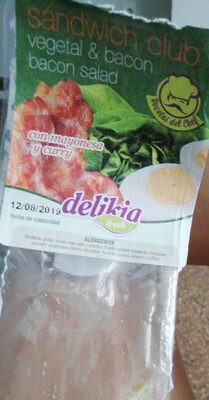 sándwich club
vegetal & bacon
bacon salad
Recetas del Chef
con mayonesa
y curry
delikia
fresh
12/08/2019
fecha de caducidad
ALÉRGENOS